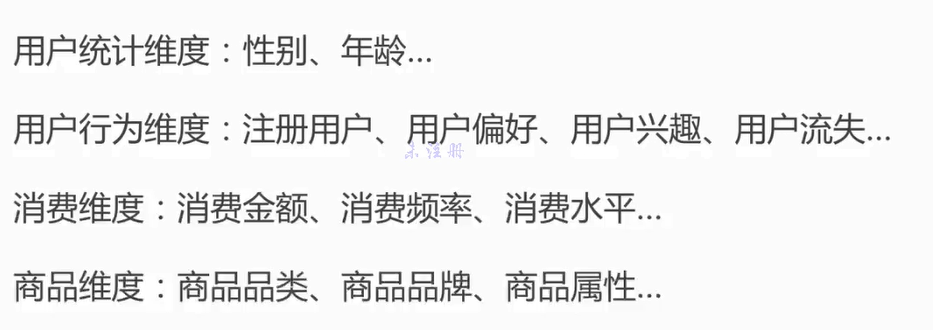 用户统计维度：性别、年龄...
用户行为维度：注册用户、用户偏好、用户兴趣、用户流失...
未注册
消费维度：消费金额、消费频率、消费水平...
商品维度：商品品类、商品品牌、商品属性...